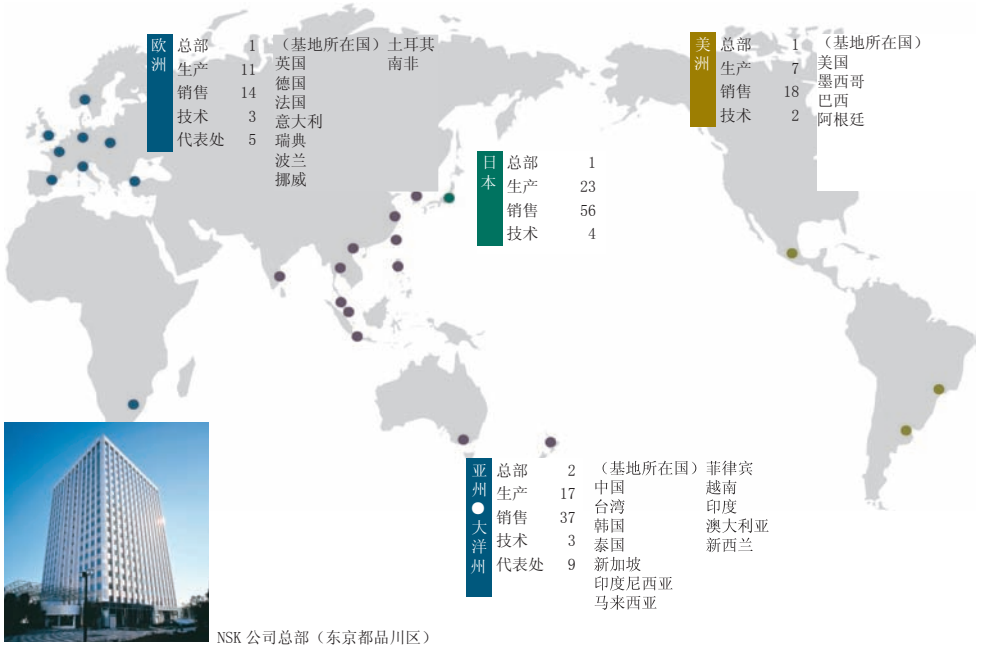 欧洲
总部 1
生产 11
销售 14
技术 3
代表处 5
（基地所在国）土耳其
英国 南非
德国
法国
意大利
瑞典
波兰
挪威
美洲
总部 1
生产 7
销售 18
技术 2
（基地所在国）
美国
墨西哥
巴西
阿根廷
日本
总部 1
生产 23
销售 56
技术 4
亚州●大洋州
总部 2
生产 17
销售 37
技术 3
代表处 9
（基地所在国）菲律宾
中国 越南
台湾 印度
韩国 澳大利亚
泰国 新西兰
新加坡
印度尼西亚
马来西亚
NSK 公司总部（东京都品川区）